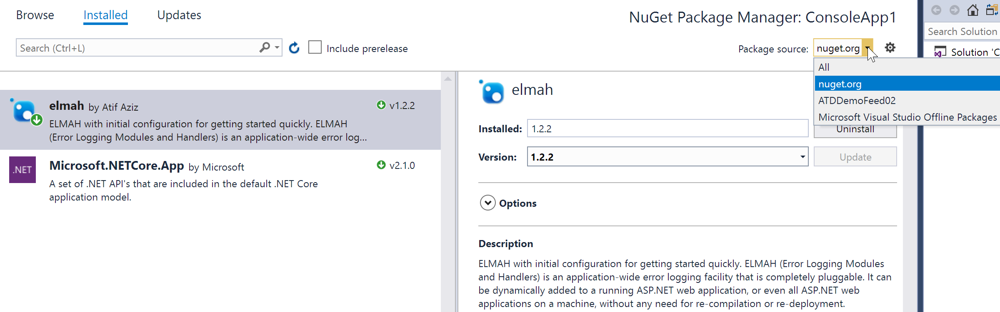 Browse Installed Updates
NuGet Package Manager: ConsoleApp1
Search (Ctrl+L)
Include prerelease
Package source: nuget.org
All
nuget.org
ATDDemoFeed02
Microsoft Visual Studio Offline Packages
Search Solution
Solution 'C
elmah by Atif Aziz v1.2.2
ELMAH with initial configuration for getting started quickly. ELMAH
(Error Logging Modules and Handlers) is an application-wide error log...
.NET
Microsoft.NETCore.App by Microsoft v2.1.0
A set of .NET API's that are included in the default .NET Core
application model.
elmah
Installed: 1.2.2 Uninstall
Version: 1.2.2 Update
Options
Description
ELMAH with initial configuration for getting started quickly. ELMAH (Error Logging Modules
and Handlers) is an application-wide error logging facility that is completely pluggable. It can
be dynamically added to a running ASP.NET web application, or even all ASP.NET web
applications on a machine, without any need for re-compilation or re-deployment.